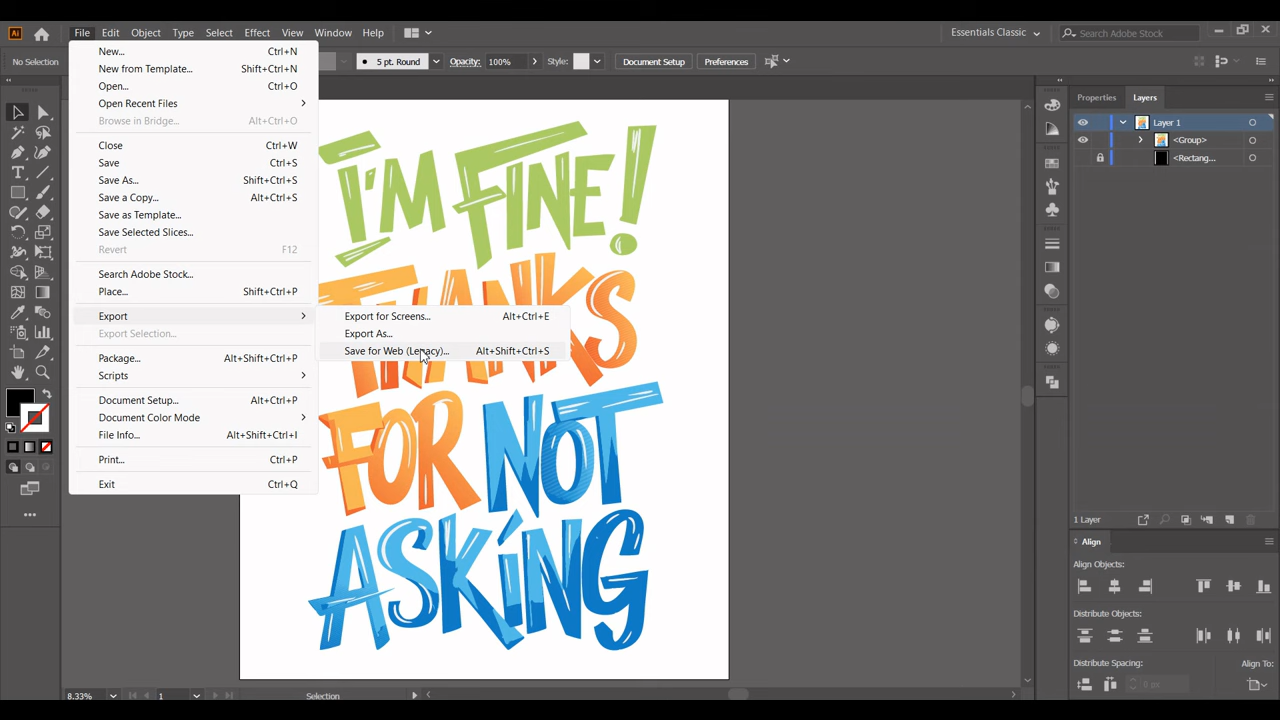 Ai File Edit Object Type Select Effect View Window Help Essentials Classic Search Adobe Stock
No Selection 5 pt. Round Opacity: 100% Style: Document Setup Preferences
New... Ctrl+N
New from Template... Shift+Ctrl+N
Open... Ctrl+O
Open Recent Files
Browse in Bridge... Alt+Ctrl+O
Close Ctrl+W
Save Ctrl+S
Save As... Shift+Ctrl+S
Save a Copy... Alt+Ctrl+S
Save as Template...
Save Selected Slices...
Revert F12
Search Adobe Stock...
Place... Shift+Ctrl+P
Export
Export Selection...
Package... Alt+Shift+Ctrl+P
Scripts
Document Setup... Alt+Ctrl+P
Document Color Mode
File Info... Alt+Shift+Ctrl+I
Print... Ctrl+P
Exit Ctrl+Q
Export for Screens... Alt+Ctrl+E
Export As...
Save for Web (Legacy)... Alt+Shift+Ctrl+S
I'M FINE!
THANKS
FOR NOT
ASKING
Properties Layers
Layer 1
<Group>
<Rectang...
1 Layer
Align
Align Objects:
Distribute Objects:
Distribute Spacing: Align To:
0 pt
8.33% 1 Selection